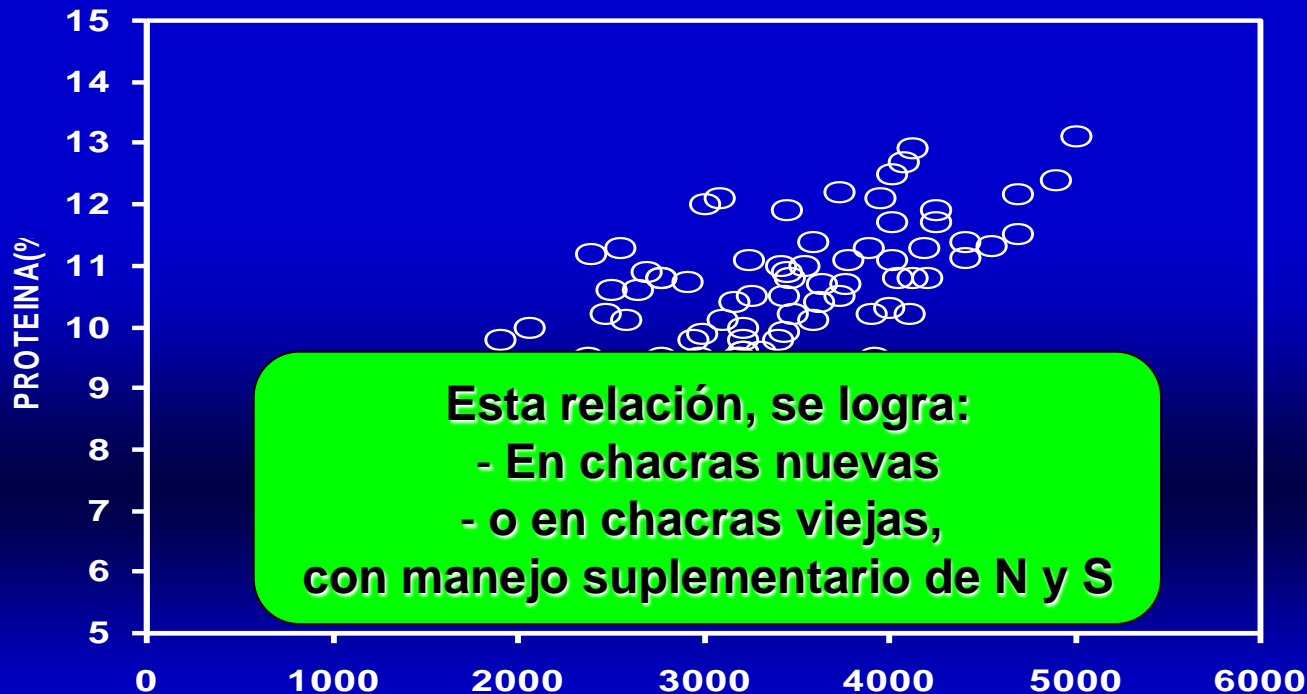 15
14
13
12
11
10
9
8
7
6
5
PROTEINA(%
Esta relación, se logra:
- En chacras nuevas
- o en chacras viejas,
con manejo suplementario de N y S
0 1000 2000 3000 4000 5000 6000